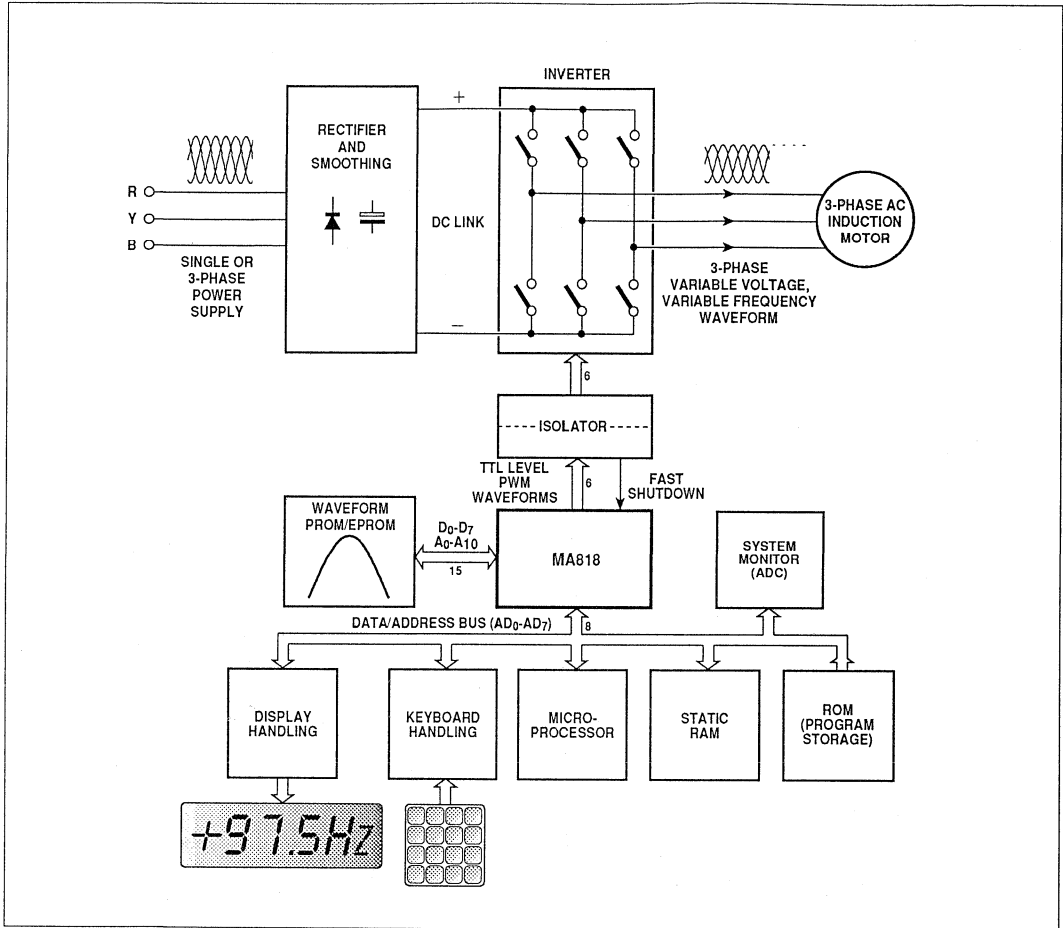 INVERTER
+
RECTIFIER
AND
SMOOTHING
R
Y
B
DC LINK
3-PHASE AC
INDUCTION
MOTOR
SINGLE OR
3-PHASE
POWER
SUPPLY
3-PHASE
VARIABLE VOLTAGE,
VARIABLE FREQUENCY
WAVEFORM
–
6
ISOLATOR
TTL LEVEL
PWM
WAVEFORMS
6
FAST
SHUTDOWN
WAVEFORM
PROM/EPROM
D0-D7
A0-A10
15
MA818
SYSTEM
MONITOR
(ADC)
DATA/ADDRESS BUS (AD0-AD7)
8
DISPLAY
HANDLING
KEYBOARD
HANDLING
MICRO-
PROCESSOR
STATIC
RAM
ROM
(PROGRAM
STORAGE)
+97.5HZ